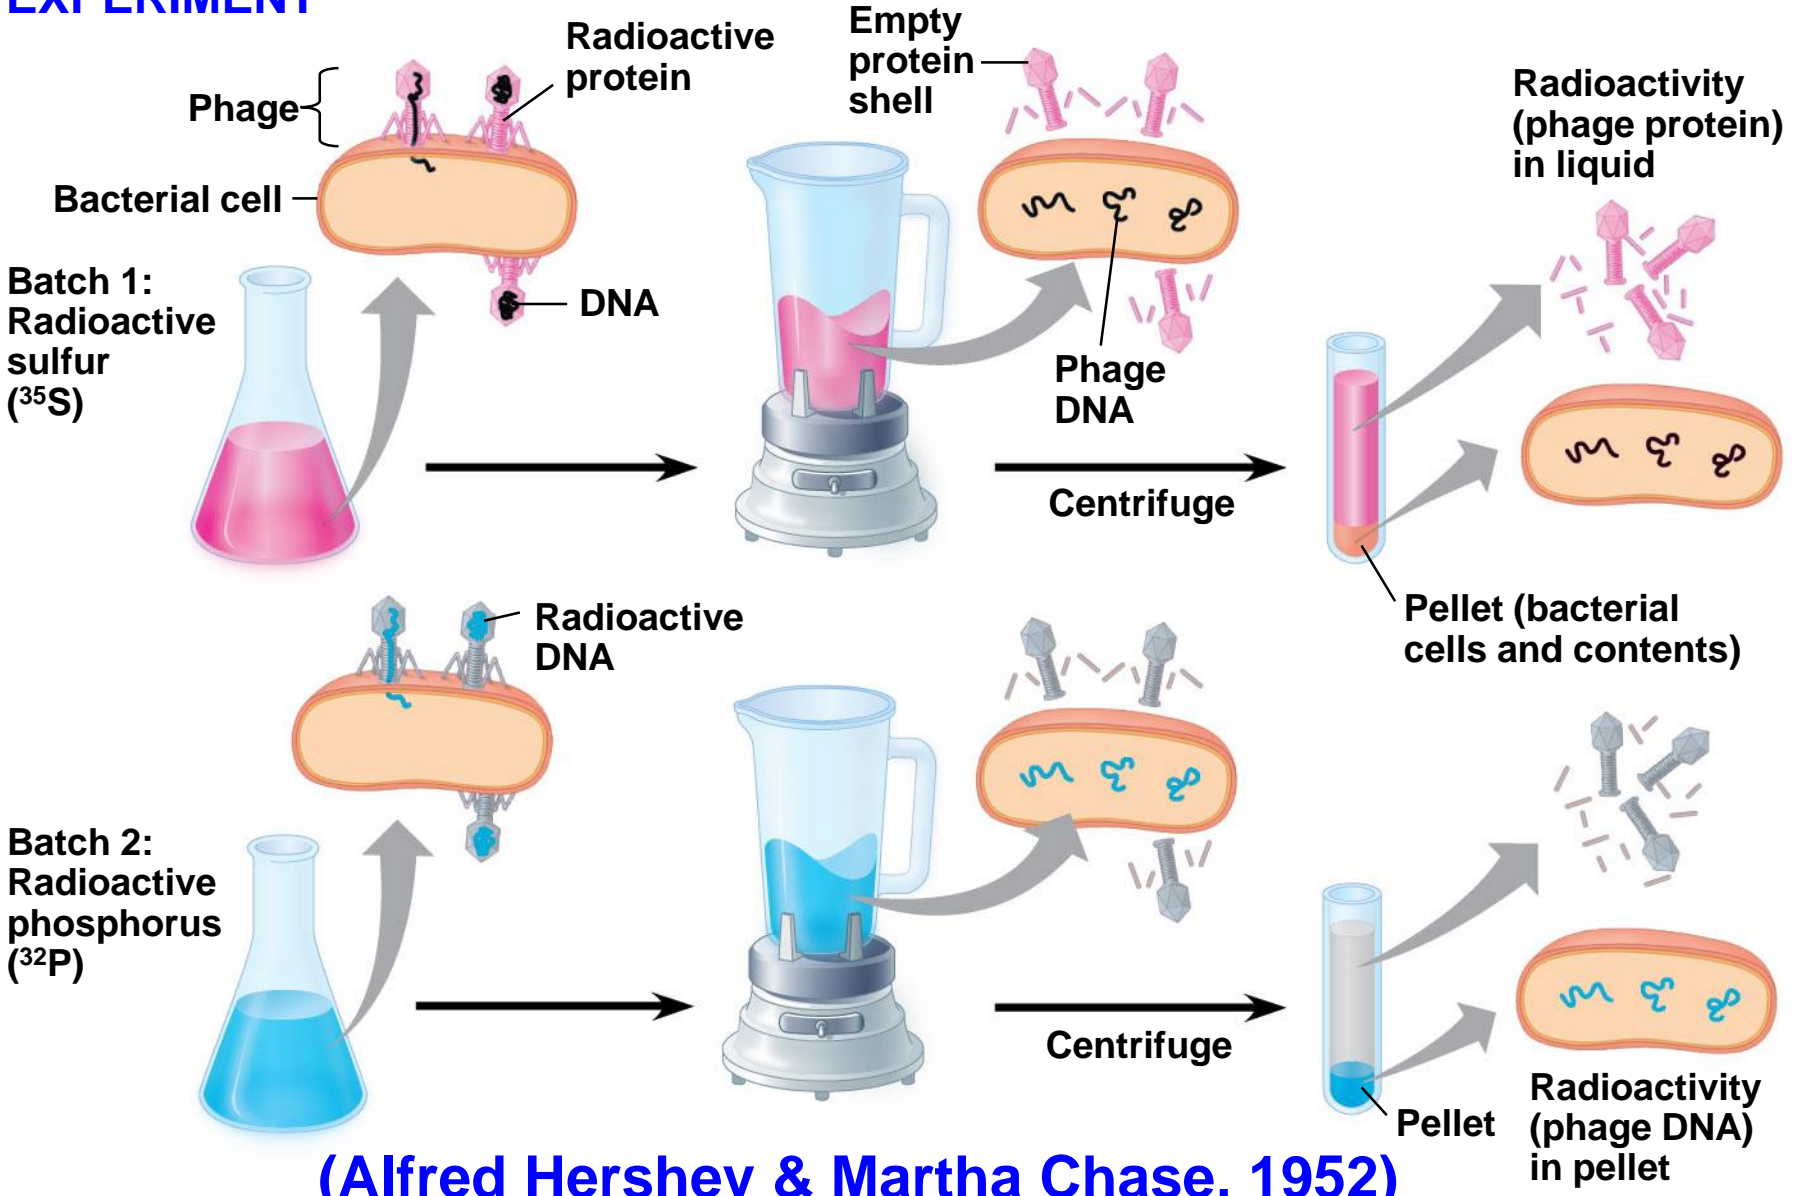 EXPERIMENT
Phage
Radioactive
protein
Bacterial cell
DNA
Batch 1:
Radioactive
sulfur
(³⁵S)
Empty
protein
shell
Phage
DNA
Centrifuge
Radioactivity
(phage protein)
in liquid
Pellet (bacterial
cells and contents)
Radioactive
DNA
Batch 2:
Radioactive
phosphorus
(³²P)
Centrifuge
Pellet
Radioactivity
(phage DNA)
in pellet
(Alfred Hershey & Martha Chase, 1952)